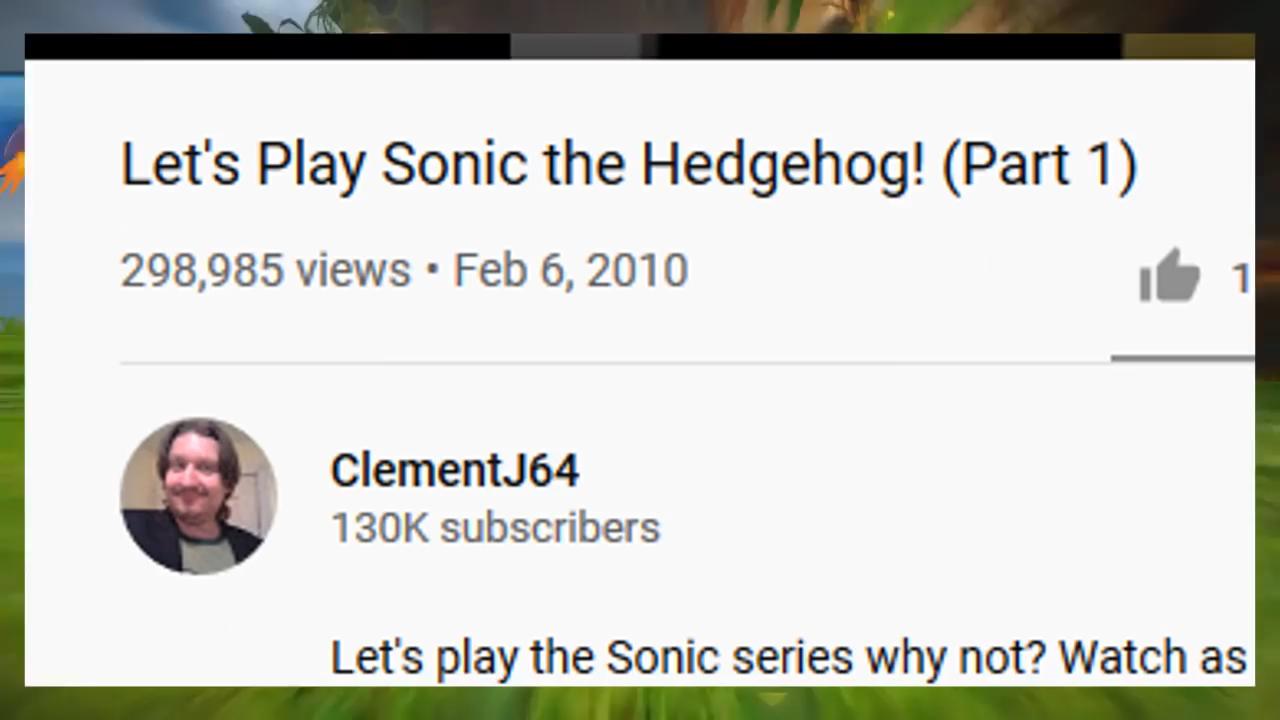 Let's Play Sonic the Hedgehog! (Part 1)
298,985 views • Feb 6, 2010
1
ClementJ64
130K subscribers
Let's play the Sonic series why not? Watch as